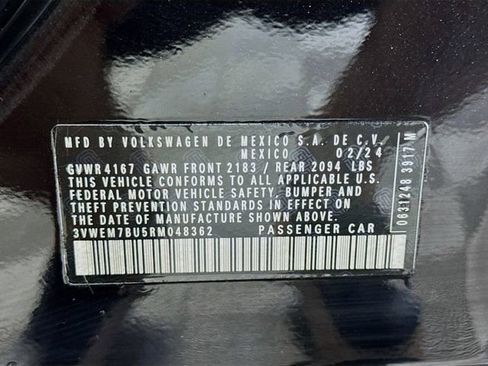 MFD BY VOLKSWAGEN DE MEXICO S.A. DE C.V.
MEXICO 02/24
GVWR 4167 GAWR FRONT 2183 / REAR 2094 LBS
THIS VEHICLE CONFORMS TO ALL APPLICABLE U.S.
FEDERAL MOTOR VEHICLE SAFETY, BUMPER AND
THEFT PREVENTION STANDARDS IN EFFECT ON THE
DATE OF MANUFACTURE SHOWN ABOVE.
3VWEM7BU5RM048362 PASSENGER CAR
0631248 3917 M